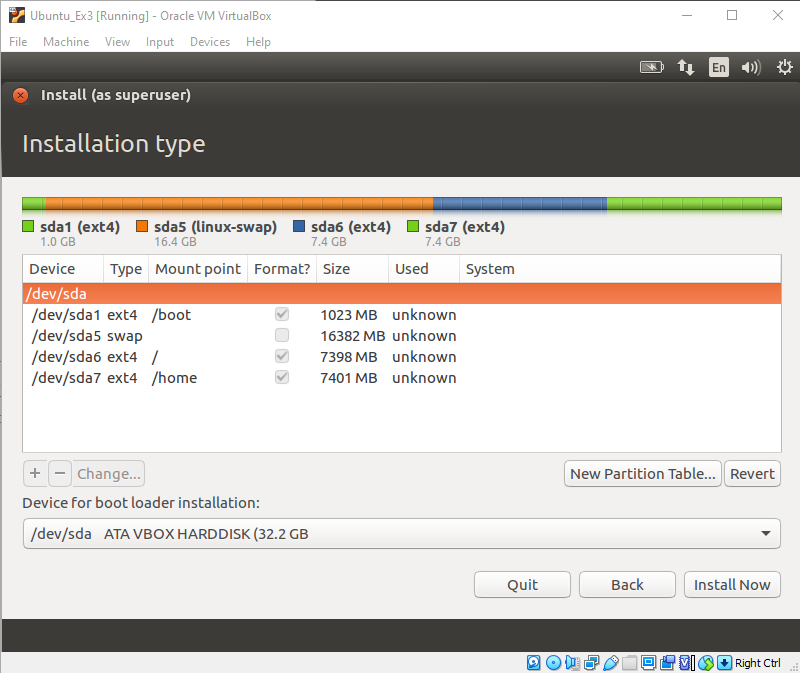 Ubuntu_Ex3 [Running] - Oracle VM VirtualBox
File Machine View Input Devices Help
En
Install (as superuser)
Installation type
sda1 (ext4) sda5 (linux-swap) sda6 (ext4) sda7 (ext4)
1.0 GB 16.4 GB 7.4 GB 7.4 GB
Device Type Mount point Format? Size Used System
/dev/sda
/dev/sda1 ext4 /boot 1023 MB unknown
/dev/sda5 swap 16382 MB unknown
/dev/sda6 ext4 / 7398 MB unknown
/dev/sda7 ext4 /home 7401 MB unknown
+ − Change... New Partition Table... Revert
Device for boot loader installation:
/dev/sda ATA VBOX HARDDISK (32.2 GB
Quit Back Install Now
Right Ctrl